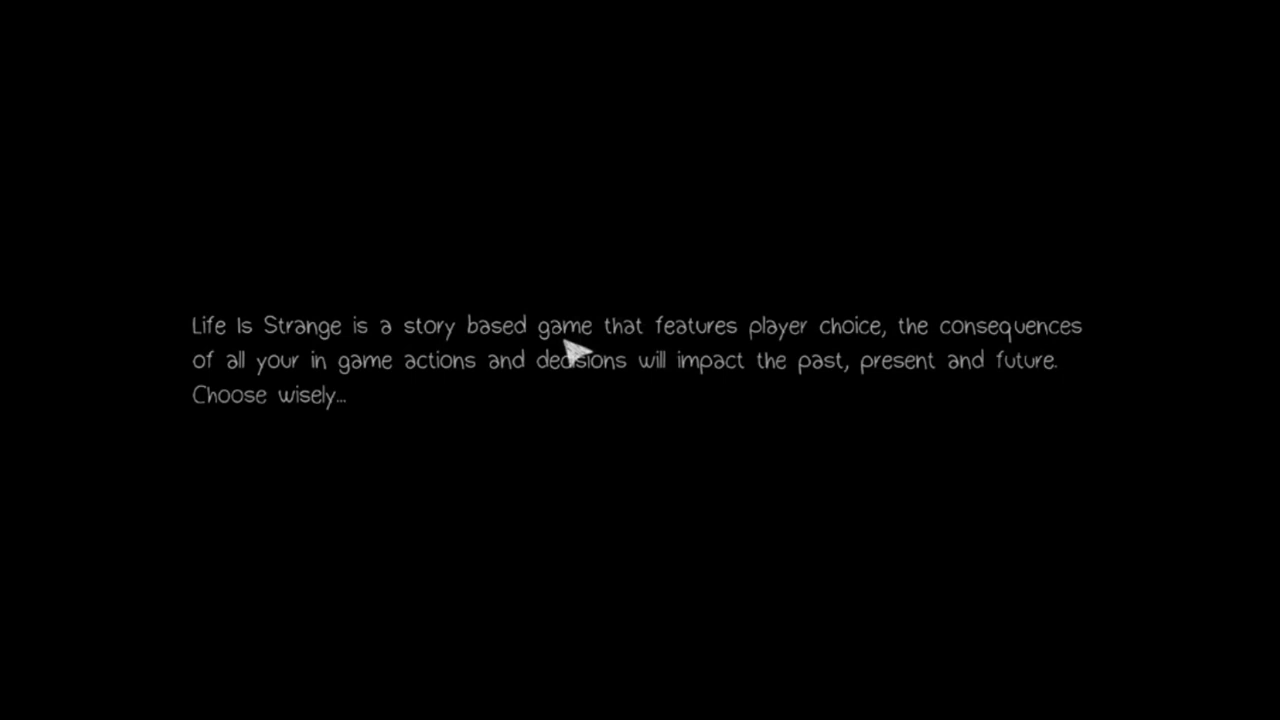 Life Is Strange is a story based game that features player choice, the consequences
of all your in game actions and decisions will impact the past, present and future.
Choose wisely...